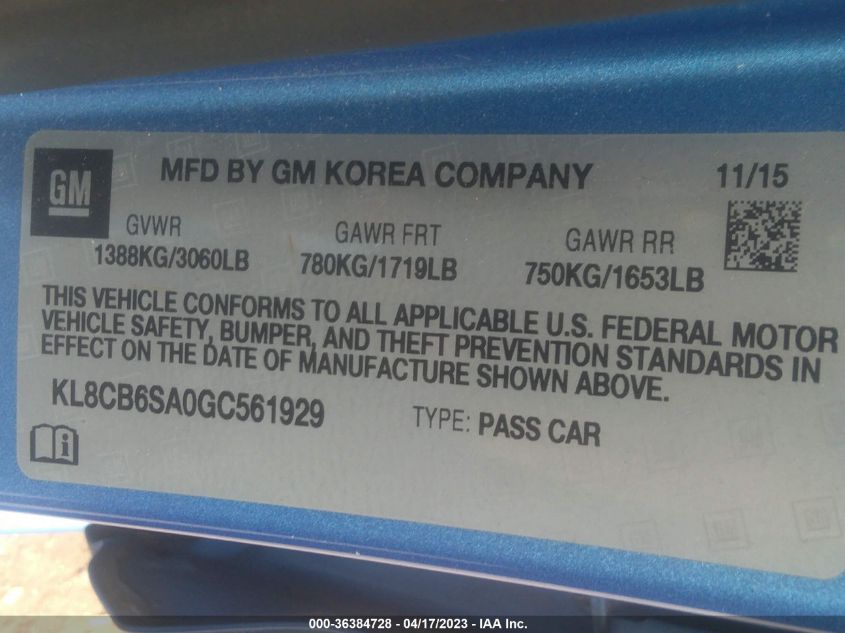 GM
MFD BY GM KOREA COMPANY 11/15
GVWR GAWR FRT GAWR RR
1388KG/3060LB 780KG/1719LB 750KG/1653LB
THIS VEHICLE CONFORMS TO ALL APPLICABLE U.S. FEDERAL MOTOR
VEHICLE SAFETY, BUMPER, AND THEFT PREVENTION STANDARDS IN
EFFECT ON THE DATE OF MANUFACTURE SHOWN ABOVE.
KL8CB6SA0GC561929 TYPE: PASS CAR
000-36384728 - 04/17/2023 - IAA Inc.